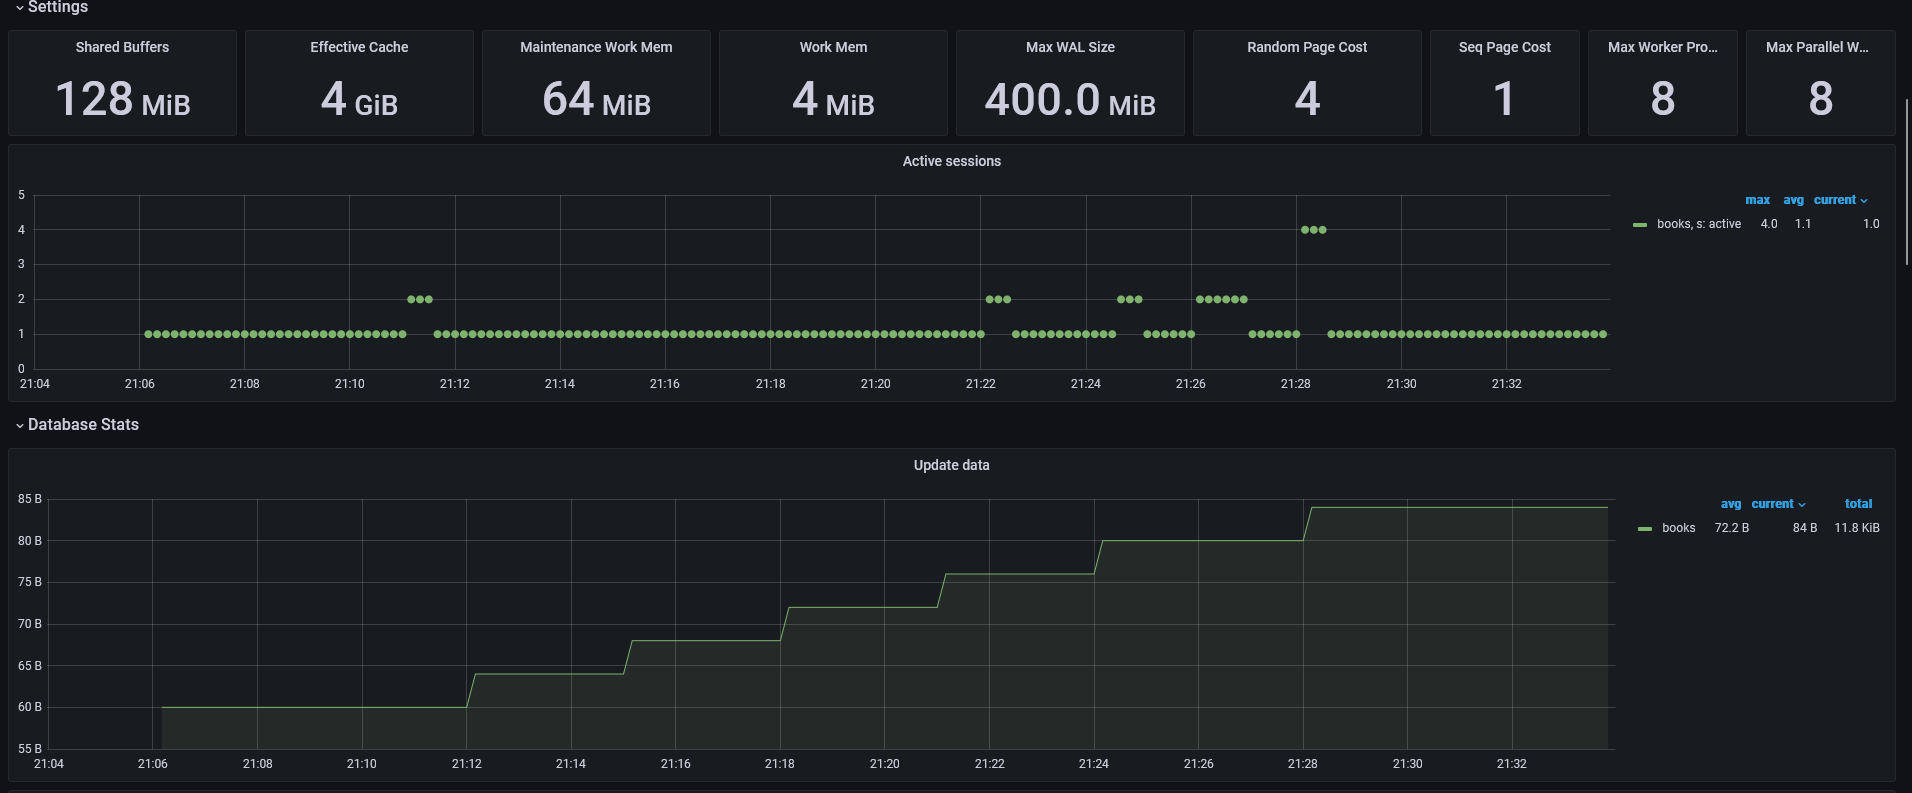 Settings
Shared Buffers
128 MiB
Effective Cache
4 GiB
Maintenance Work Mem
64 MiB
Work Mem
4 MiB
Max WAL Size
400.0 MiB
Random Page Cost
4
Seq Page Cost
1
Max Worker Pro...
8
Max Parallel W...
8
Active sessions
5
4
3
2
1
0
21:04 21:06 21:08 21:10 21:12 21:14 21:16 21:18 21:20 21:22 21:24 21:26 21:28 21:30 21:32
max avg current
books, s: active 4.0 1.1 1.0
Database Stats
Update data
85 B
80 B
75 B
70 B
65 B
60 B
55 B
21:04 21:06 21:08 21:10 21:12 21:14 21:16 21:18 21:20 21:22 21:24 21:26 21:28 21:30 21:32
avg current total
books 72.2 B 84 B 11.8 KiB